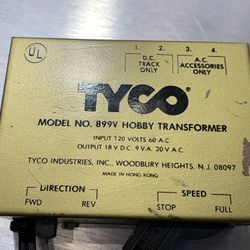 1. 2. 3. 4.
UL
D.C. TRACK ONLY
A.C. ACCESSORIES ONLY
TYCO
MODEL NO. 899V HOBBY TRANSFORMER
INPUT 120 VOLTS 60 A.C.
OUTPUT 18 V.D.C. 9 V.A. 20 V.A.C.
TYCO INDUSTRIES, INC. WOODBURY HEIGHTS, N.J. 08097
MADE IN HONG KONG
DIRECTION SPEED
FWD REV STOP FULL